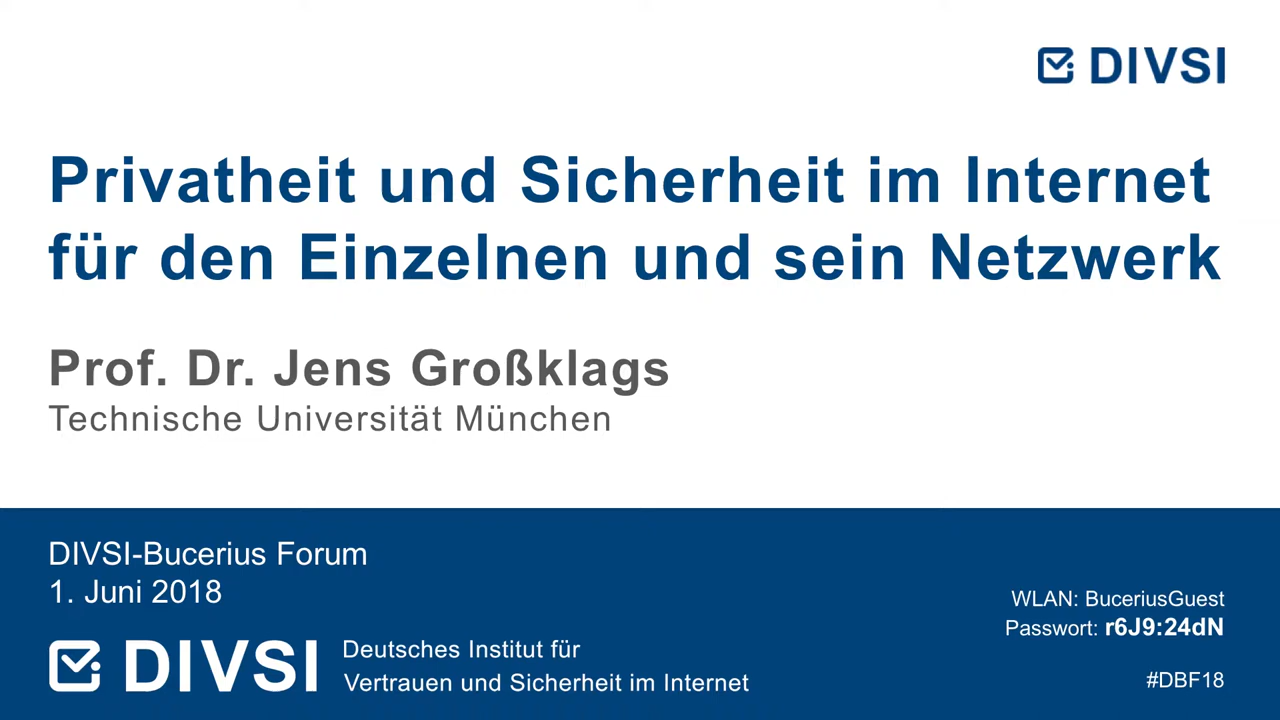 DIVSI
Privatheit und Sicherheit im Internet
für den Einzelnen und sein Netzwerk
Prof. Dr. Jens Großklags
Technische Universität München
DIVSI-Bucerius Forum
1. Juni 2018
WLAN: BuceriusGuest
Passwort: r6J9:24dN
DIVSI
Deutsches Institut für
Vertrauen und Sicherheit im Internet
#DBF18